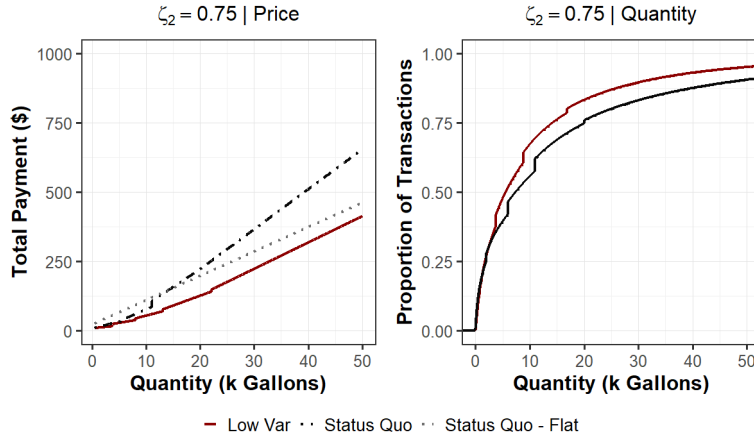 ζ2 = 0.75 | Price
Total Payment ($)
1000
750
500
250
0
0 10 20 30 40 50
Quantity (k Gallons)
ζ2 = 0.75 | Quantity
Proportion of Transactions
1.00
0.75
0.50
0.25
0.00
0 10 20 30 40 50
Quantity (k Gallons)
Low Var Status Quo Status Quo - Flat